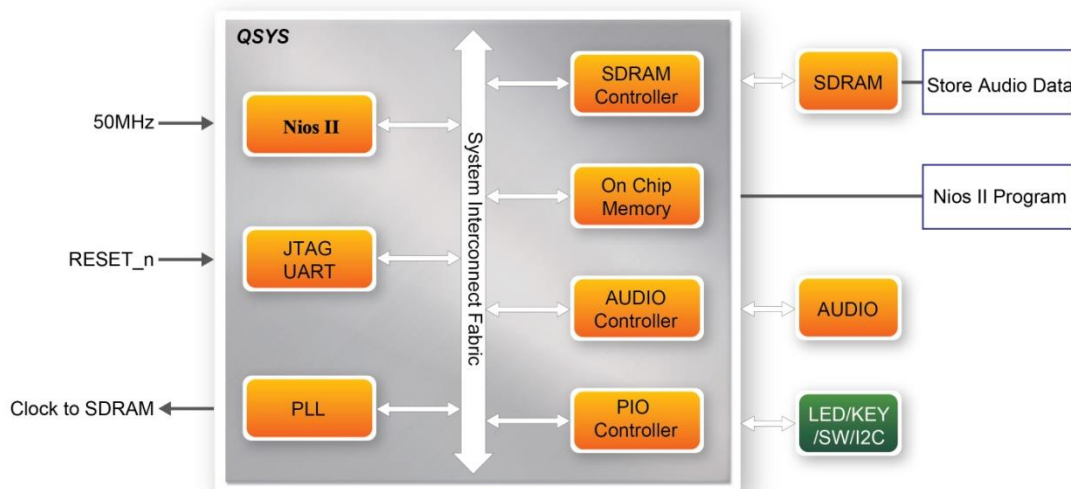 QSYS
50MHz
Nios II
RESET_n
JTAG
UART
Clock to SDRAM
PLL
System Interconnect Fabric
SDRAM
Controller
On Chip
Memory
AUDIO
Controller
PIO
Controller
SDRAM
Store Audio Data
Nios II Program
AUDIO
LED/KEY
/SW/I2C